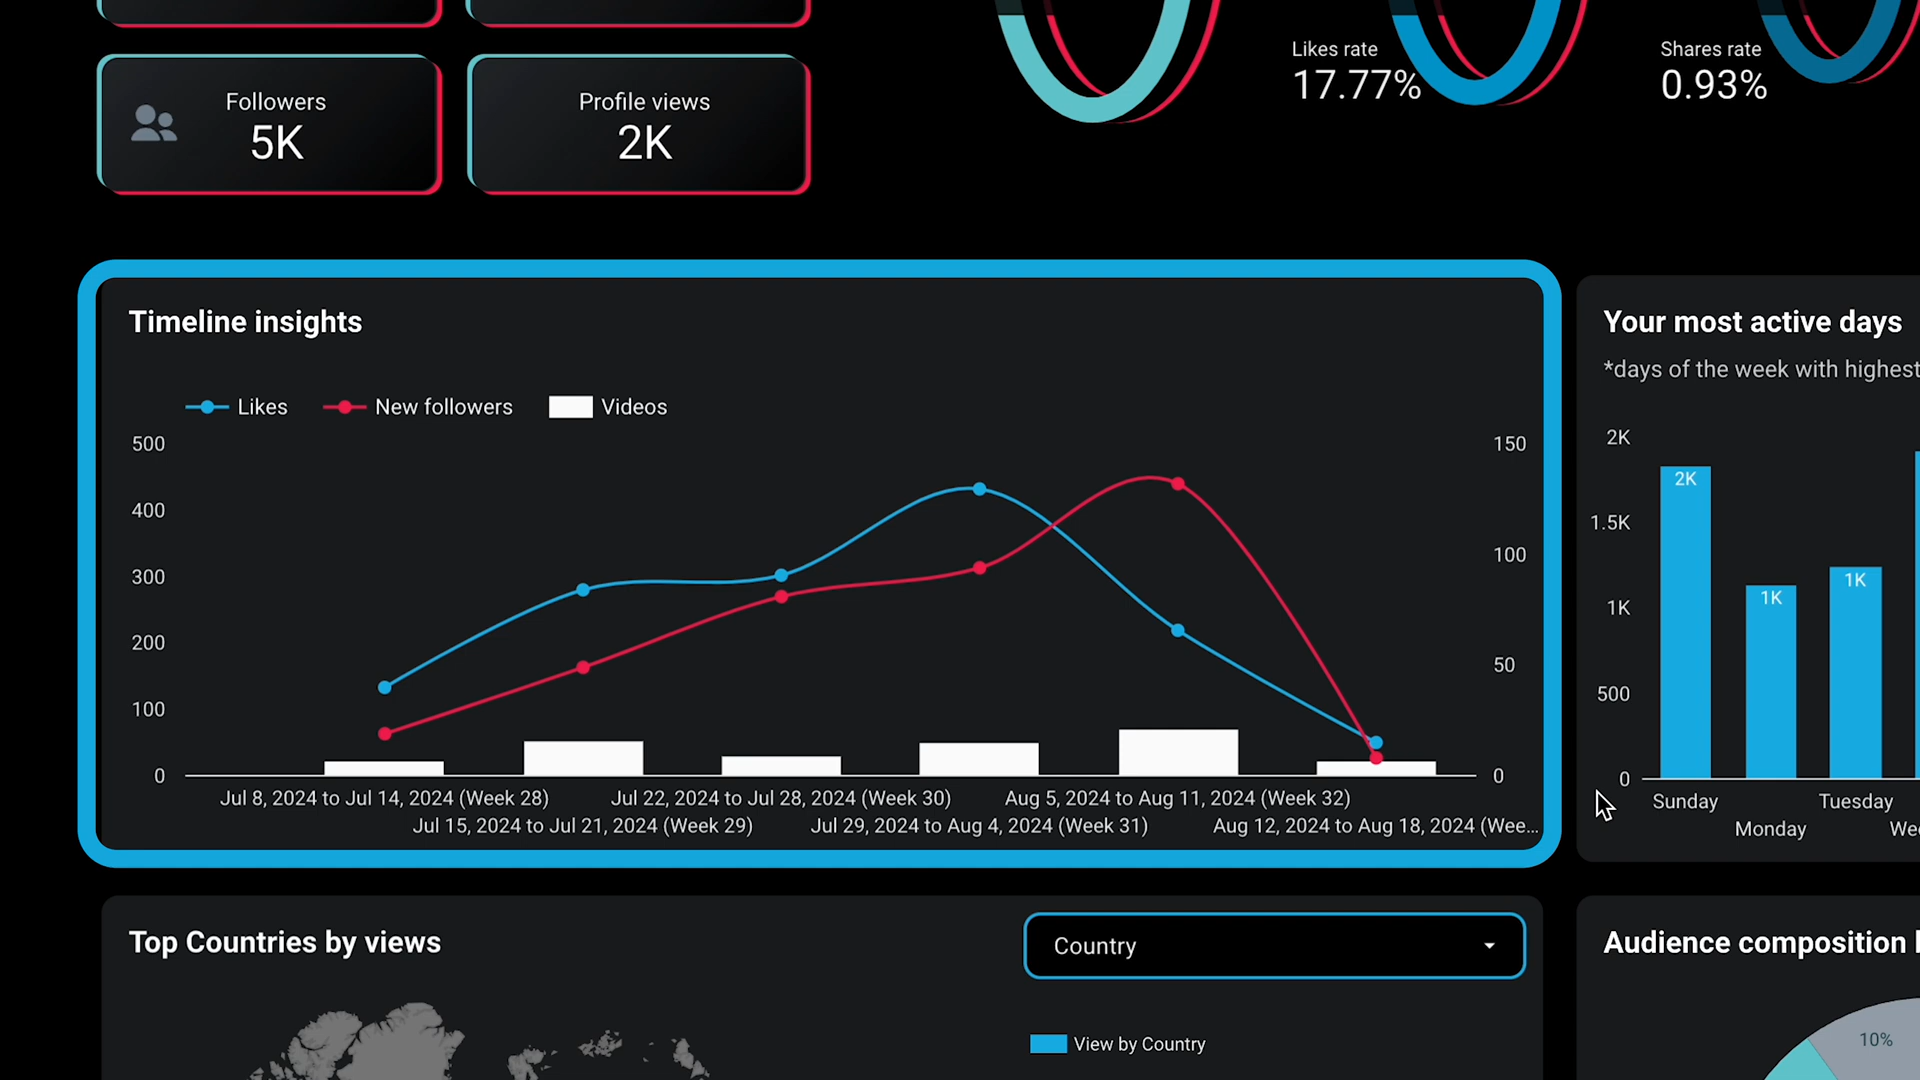 Likes rate
17.77%
Shares rate
0.93%
Followers
5K
Profile views
2K
Timeline insights
Likes
New followers
Videos
500
400
300
200
100
0
150
100
50
0
Jul 8, 2024 to Jul 14, 2024 (Week 28)
Jul 15, 2024 to Jul 21, 2024 (Week 29)
Jul 22, 2024 to Jul 28, 2024 (Week 30)
Jul 29, 2024 to Aug 4, 2024 (Week 31)
Aug 5, 2024 to Aug 11, 2024 (Week 32)
Aug 12, 2024 to Aug 18, 2024 (Wee...
Your most active days
*days of the week with highest
2K
1.5K
1K
500
0
2K
1K
1K
Sunday
Monday
Tuesday
We
Top Countries by views
Country
View by Country
Audience composition
10%